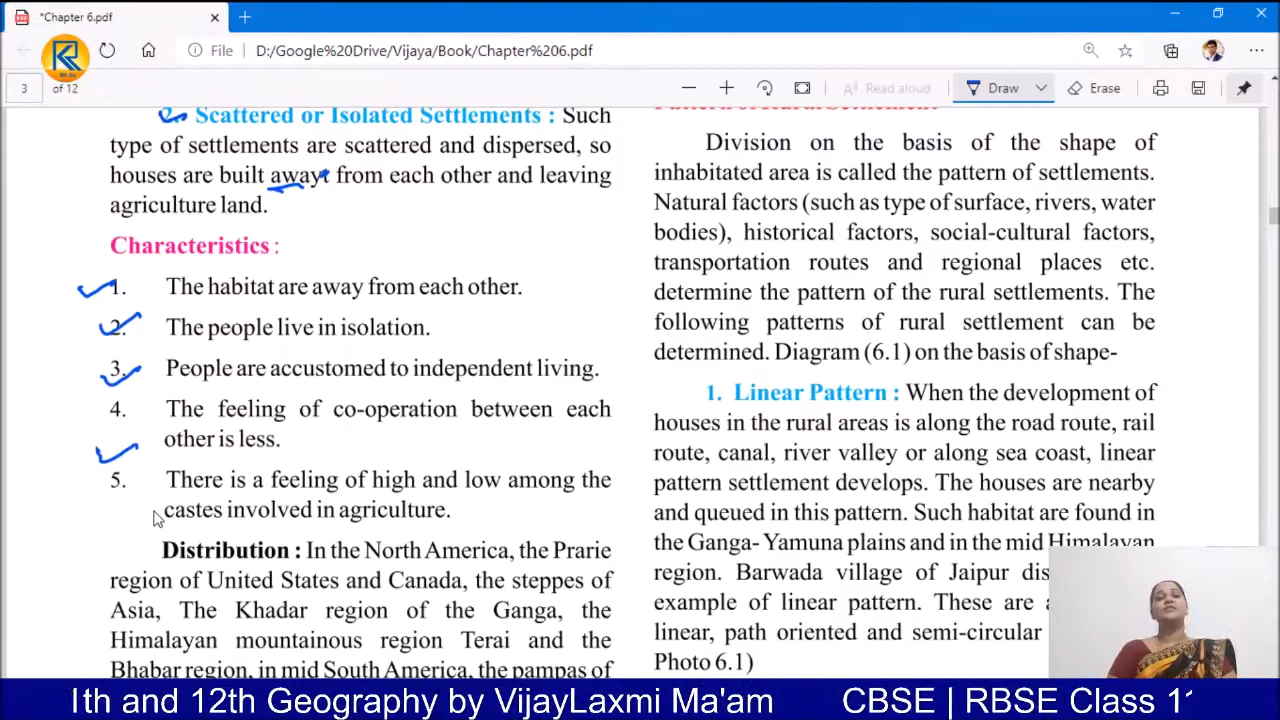 *Chapter 6.pdf
File
D:/Google%20Drive/Vijaya/Book/Chapter%206.pdf
3
of 12
Read aloud
Draw
Erase
Scattered or Isolated Settlements : Such
type of settlements are scattered and dispersed, so
houses are built away from each other and leaving
agriculture land.
Characteristics :
1. The habitat are away from each other.
2. The people live in isolation.
3. People are accustomed to independent living.
4. The feeling of co-operation between each
other is less.
5. There is a feeling of high and low among the
castes involved in agriculture.
Distribution : In the North America, the Prarie
region of United States and Canada, the steppes of
Asia, The Khadar region of the Ganga, the
Himalayan mountainous region Terai and the
Bhabar region, in mid South America, the pampas of
Division on the basis of the shape of
inhabitated area is called the pattern of settlements.
Natural factors (such as type of surface, rivers, water
bodies), historical factors, social-cultural factors,
transportation routes and regional places etc.
determine the pattern of the rural settlements. The
following patterns of rural settlement can be
determined. Diagram (6.1) on the basis of shape-
1. Linear Pattern : When the development of
houses in the rural areas is along the road route, rail
route, canal, river valley or along sea coast, linear
pattern settlement develops. The houses are nearby
and queued in this pattern. Such habitat are found in
the Ganga- Yamuna plains and in the mid Himalayan
region. Barwada village of Jaipur dis
example of linear pattern. These are
linear, path oriented and semi-circular
Photo 6.1)
1th and 12th Geography by VijayLaxmi Ma'am CBSE | RBSE Class 11